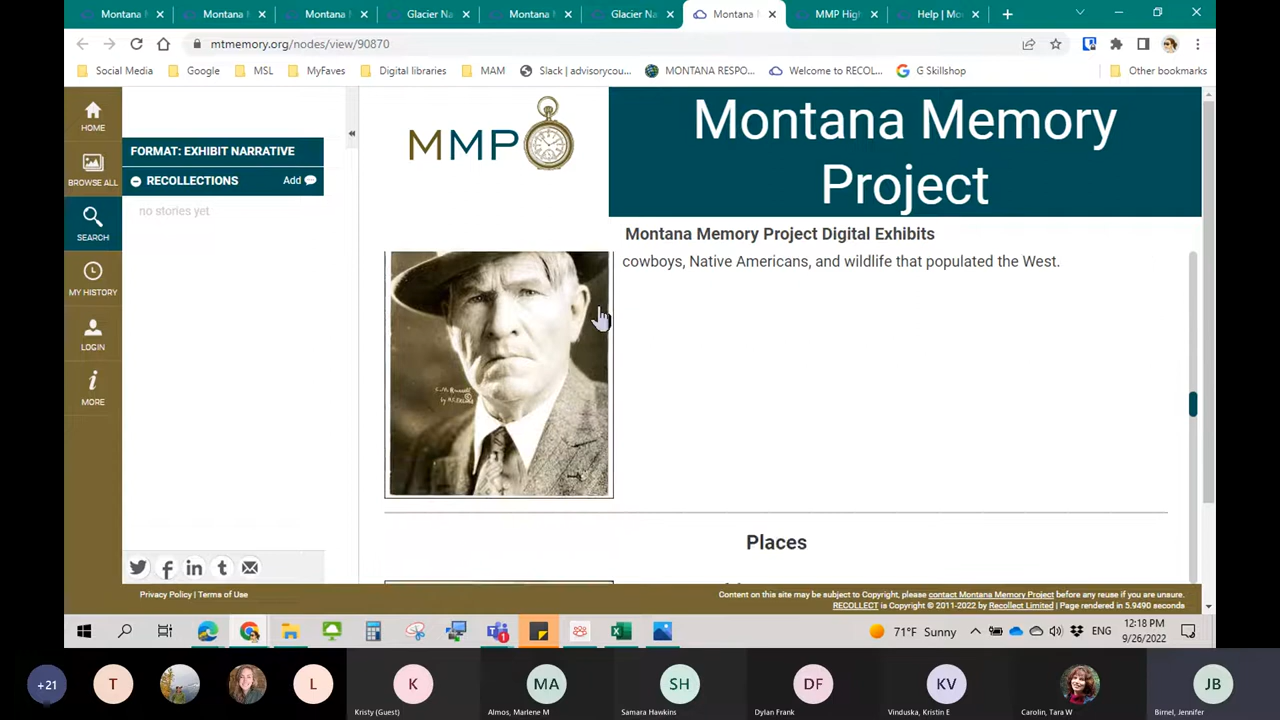 Montana M
Montana M
Montana M
Glacier Na
Montana M
Glacier Na
Montana M
MMP High
Help | Mo
mtmemory.org/nodes/view/90870
Social Media
Google
MSL
MyFaves
Digital libraries
MAM
Slack | advisorycou...
MONTANA RESPO...
Welcome to RECOL...
G Skillshop
Other bookmarks
HOME
BROWSE ALL
SEARCH
MY HISTORY
LOGIN
MORE
FORMAT: EXHIBIT NARRATIVE
RECOLLECTIONS Add
no stories yet
MMP
Montana Memory
Project
Montana Memory Project Digital Exhibits
cowboys, Native Americans, and wildlife that populated the West.
Places
Privacy Policy | Terms of Use
Content on this site may be subject to Copyright, please contact Montana Memory Project before any reuse if you are unsure.
RECOLLECT is Copyright © 2011-2022 by Recollect Limited | Page rendered in 5.9490 seconds
71°F Sunny
ENG
12:18 PM
9/26/2022
+21
T
L
K
Kristy (Guest)
MA
Almos, Marlene M
SH
Samara Hawkins
DF
Dylan Frank
KV
Vinduska, Kristin E
Carolin, Tara W
JB
Birnel, Jennifer